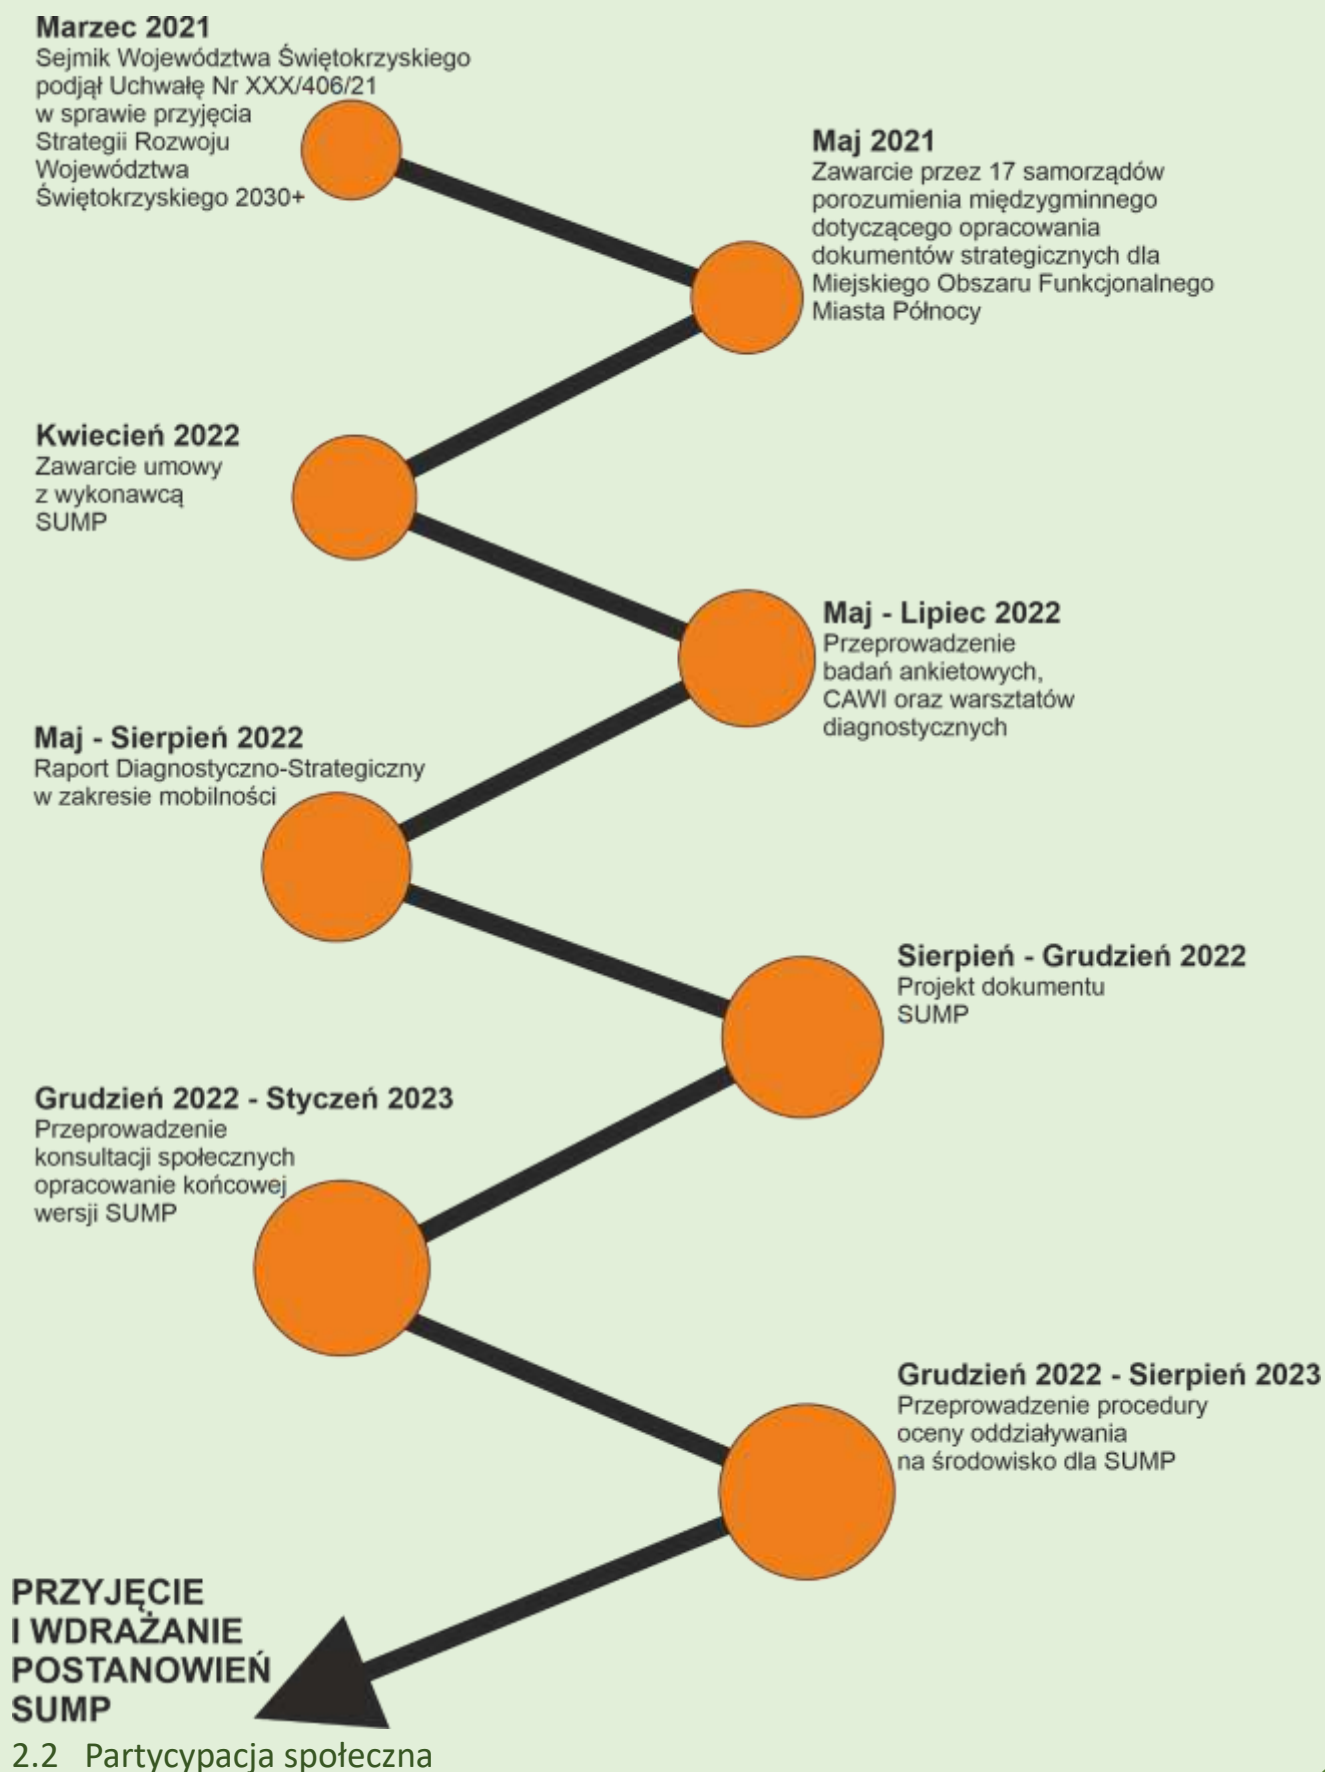 Marzec 2021
Sejmik Województwa Świętokrzyskiego
podjął Uchwałę Nr XXX/406/21
w sprawie przyjęcia
Strategii Rozwoju
Województwa
Świętokrzyskiego 2030+
Maj 2021
Zawarcie przez 17 samorządów
porozumienia międzygminnego
dotyczącego opracowania
dokumentów strategicznych dla
Miejskiego Obszaru Funkcjonalnego
Miasta Północy
Kwiecień 2022
Zawarcie umowy
z wykonawcą
SUMP
Maj - Lipiec 2022
Przeprowadzenie
badań ankietowych,
CAWI oraz warsztatów
diagnostycznych
Maj - Sierpień 2022
Raport Diagnostyczno-Strategiczny
w zakresie mobilności
Sierpień - Grudzień 2022
Projekt dokumentu
SUMP
Grudzień 2022 - Styczeń 2023
Przeprowadzenie
konsultacji społecznych
opracowanie końcowej
wersji SUMP
Grudzień 2022 - Sierpień 2023
Przeprowadzenie procedury
oceny oddziaływania
na środowisko dla SUMP
PRZYJĘCIE
I WDRAŻANIE
POSTANOWIEŃ
SUMP
2.2 Partycypacja społeczna